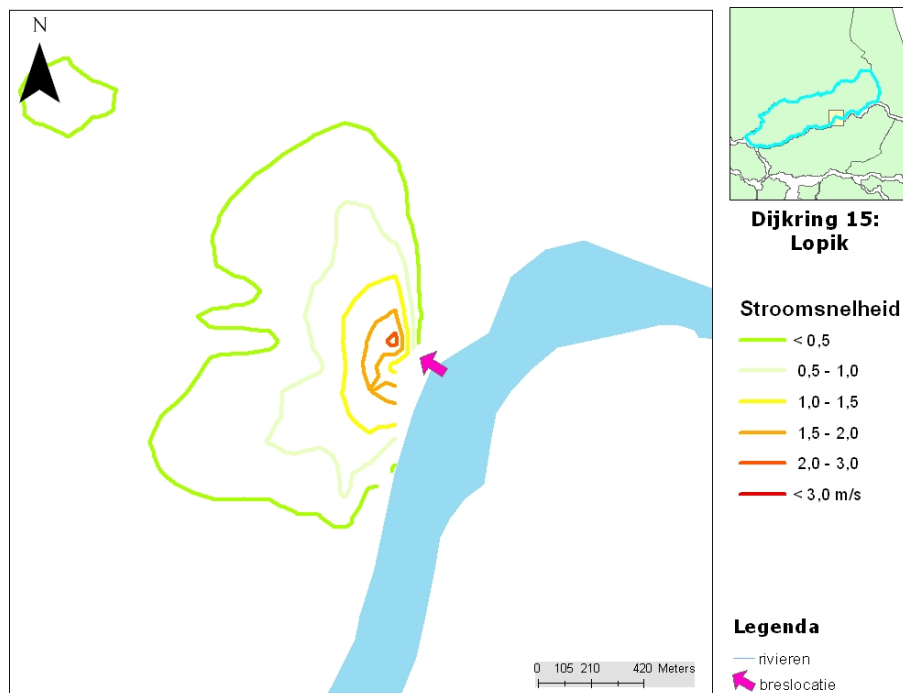 N
Dijkring 15:
Lopik
Stroomsnelheid
< 0,5
0,5 - 1,0
1,0 - 1,5
1,5 - 2,0
2,0 - 3,0
< 3,0 m/s
0 105 210 420 Meters
Legenda
rivieren
breslocatie